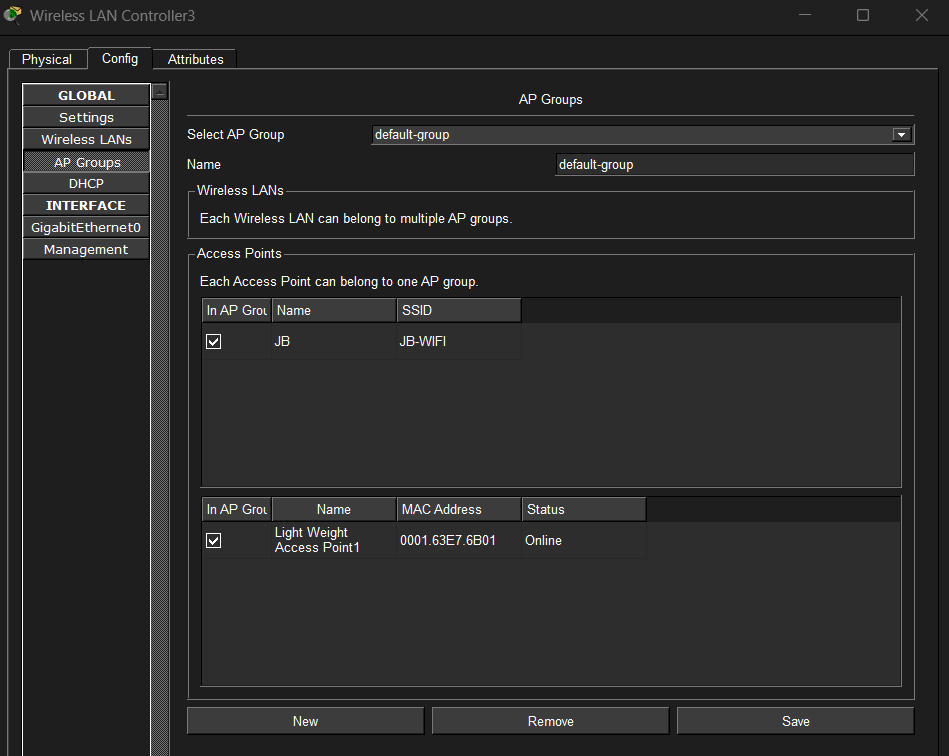 Wireless LAN Controller3
Physical
Config
Attributes
GLOBAL
Settings
Wireless LANs
AP Groups
DHCP
INTERFACE
GigabitEthernet0
Management
AP Groups
Select AP Group
default-group
Name
default-group
Wireless LANs
Each Wireless LAN can belong to multiple AP groups.
Access Points
Each Access Point can belong to one AP group.
In AP Grou Name SSID
JB JB-WIFI
In AP Grou Name MAC Address Status
Light Weight
Access Point1
0001.63E7.6B01
Online
New
Remove
Save